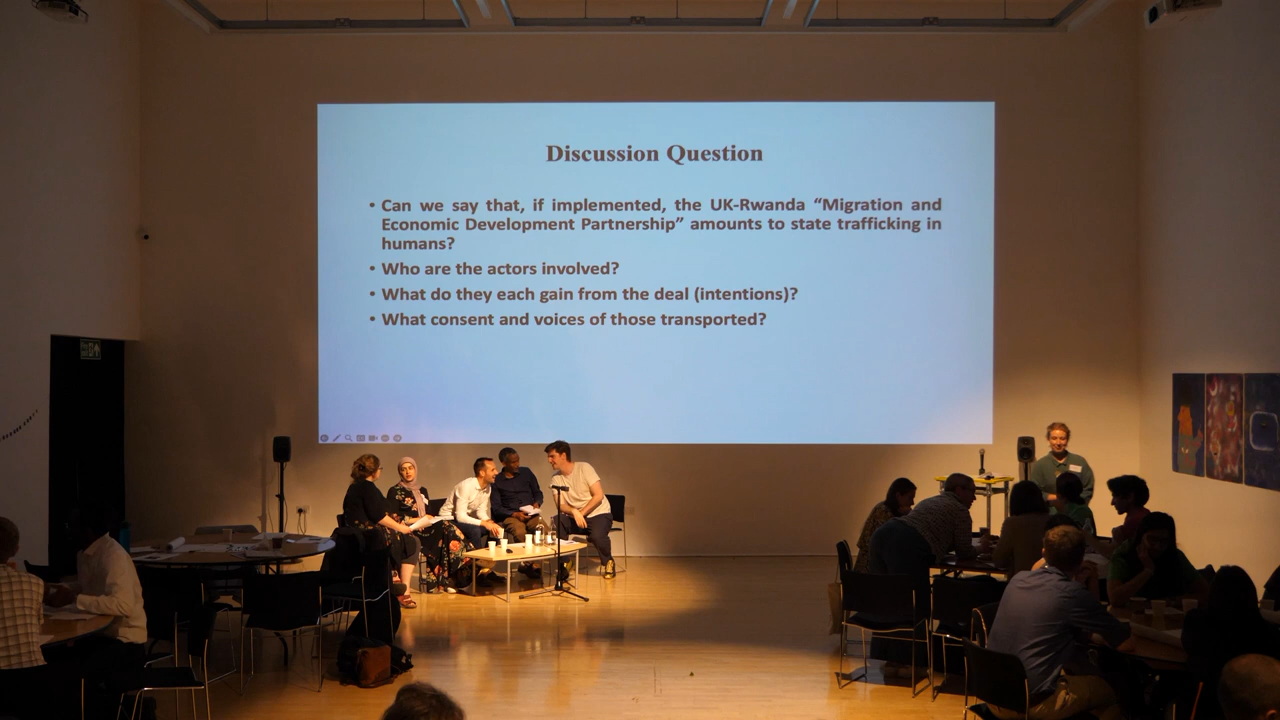 Discussion Question
• Can we say that, if implemented, the UK-Rwanda “Migration and
Economic Development Partnership” amounts to state trafficking in
humans?
• Who are the actors involved?
• What do they each gain from the deal (intentions)?
• What consent and voices of those transported?